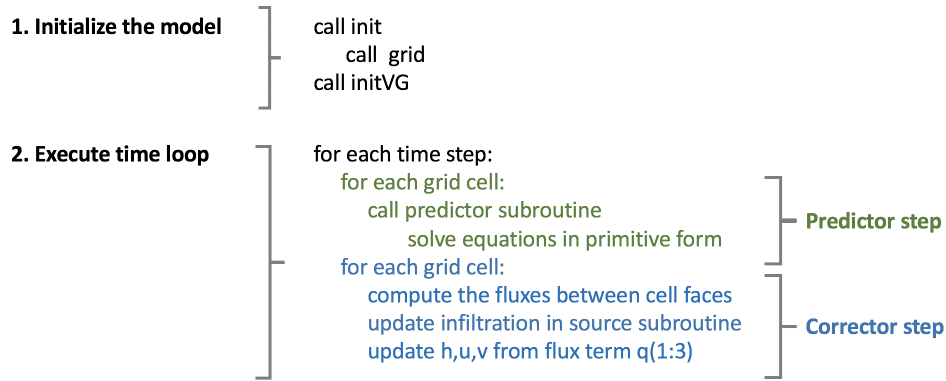 1. Initialize the model
call init
call grid
call initVG
2. Execute time loop
for each time step:
for each grid cell:
call predictor subroutine
solve equations in primitive form
Predictor step
for each grid cell:
compute the fluxes between cell faces
update infiltration in source subroutine
update h,u,v from flux term q(1:3)
Corrector step